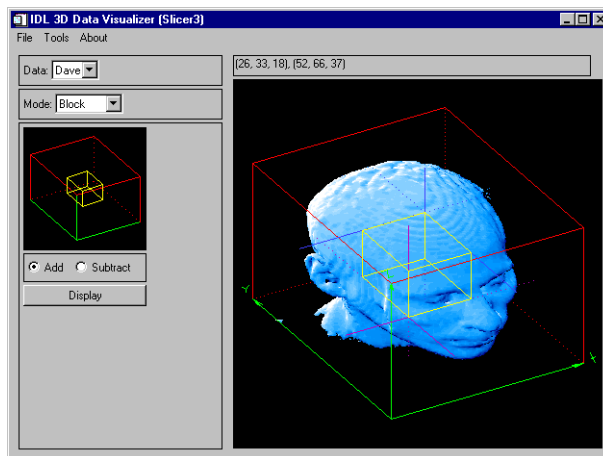 IDL 3D Data Visualizer (Slicer3)
File Tools About
Data: Dave
(26, 33, 18), (52, 66, 37)
Mode: Block
Add Subtract
Display
Y
X